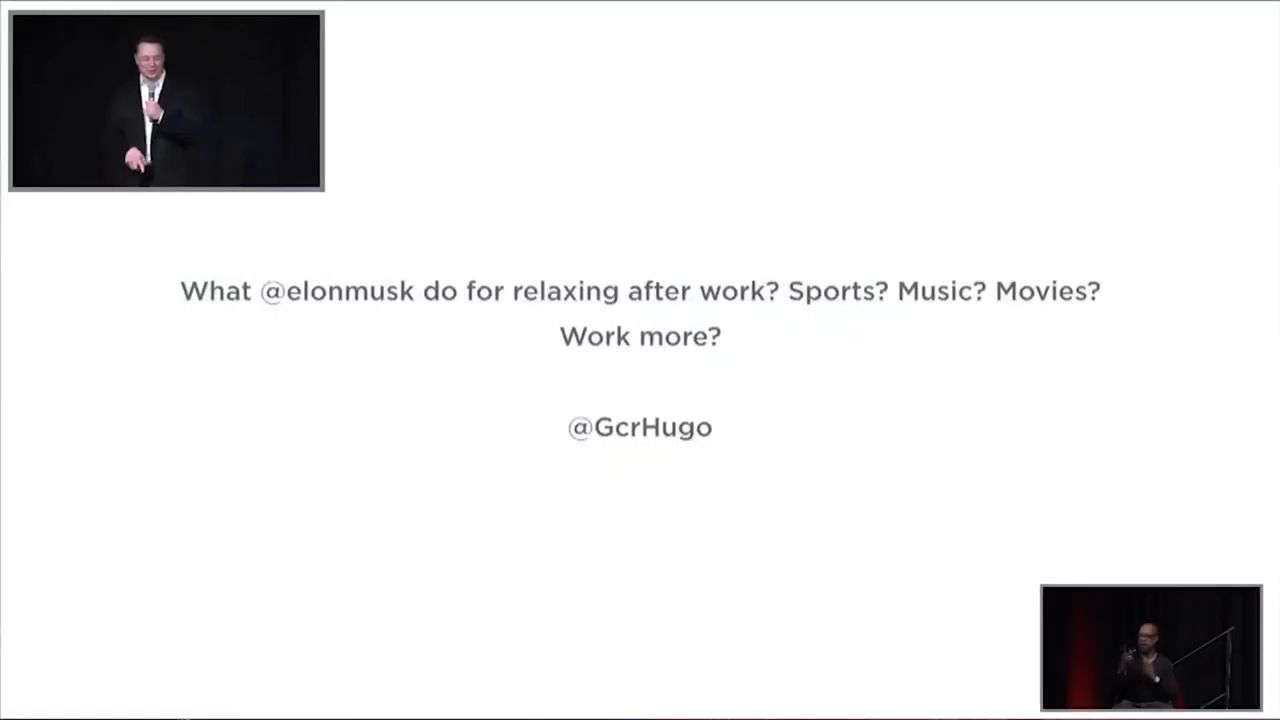 What @elonmusk do for relaxing after work? Sports? Music? Movies?
Work more?
@GcrHugo